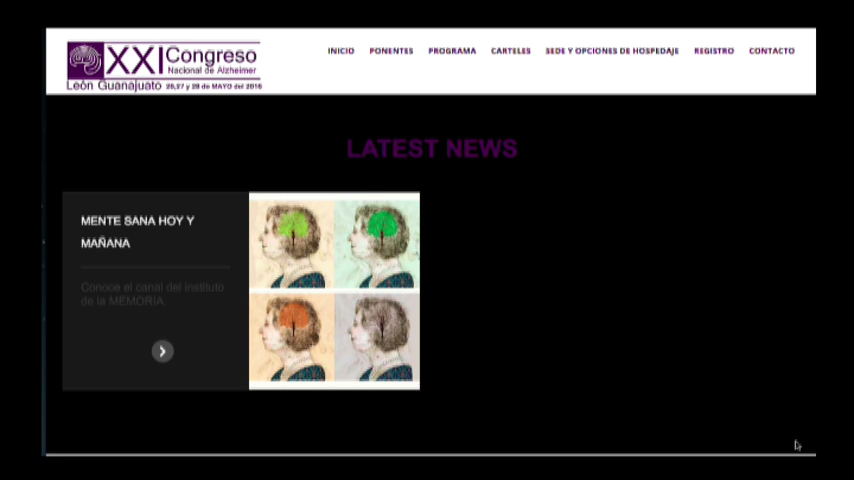 XXI Congreso
Nacional de Alzheimer
León Guanajuato 26,27 y 28 de MAYO del 2016
INICIO PONENTES PROGRAMA CARTELES SEDE Y OPCIONES DE HOSPEDAJE REGISTRO CONTACTO
LATEST NEWS
MENTE SANA HOY Y
MAÑANA
Conoce el canal del instituto
de la MEMORIA.